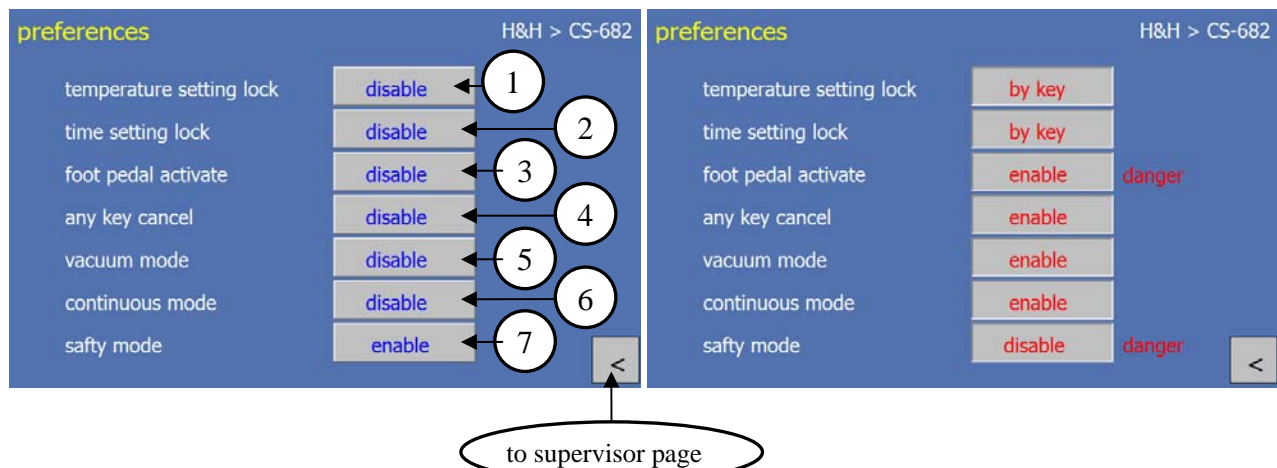 preferences H&H > CS-682
temperature setting lock disable 1
time setting lock disable 2
foot pedal activate disable 3
any key cancel disable 4
vacuum mode disable 5
continuous mode disable 6
safty mode enable 7
<
preferences H&H > CS-682
temperature setting lock by key
time setting lock by key
foot pedal activate enable danger
any key cancel enable
vacuum mode enable
continuous mode enable
safty mode disable danger
<
to supervisor page